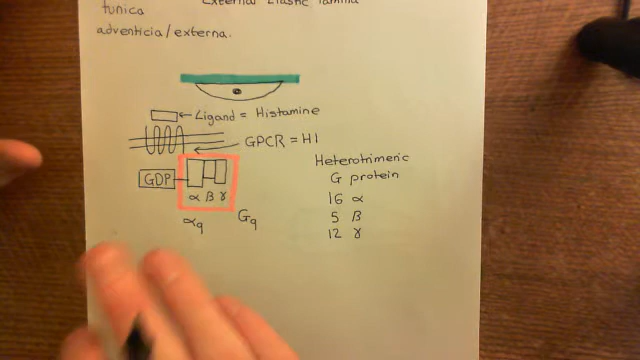 tunica
External Elastic lamina
adventicia/externa.
Ligand = Histamine
GPCR = H1
GDP
α β γ
αq
Gq
Heterotrimeric
G protein
16 α
5 β
12 γ